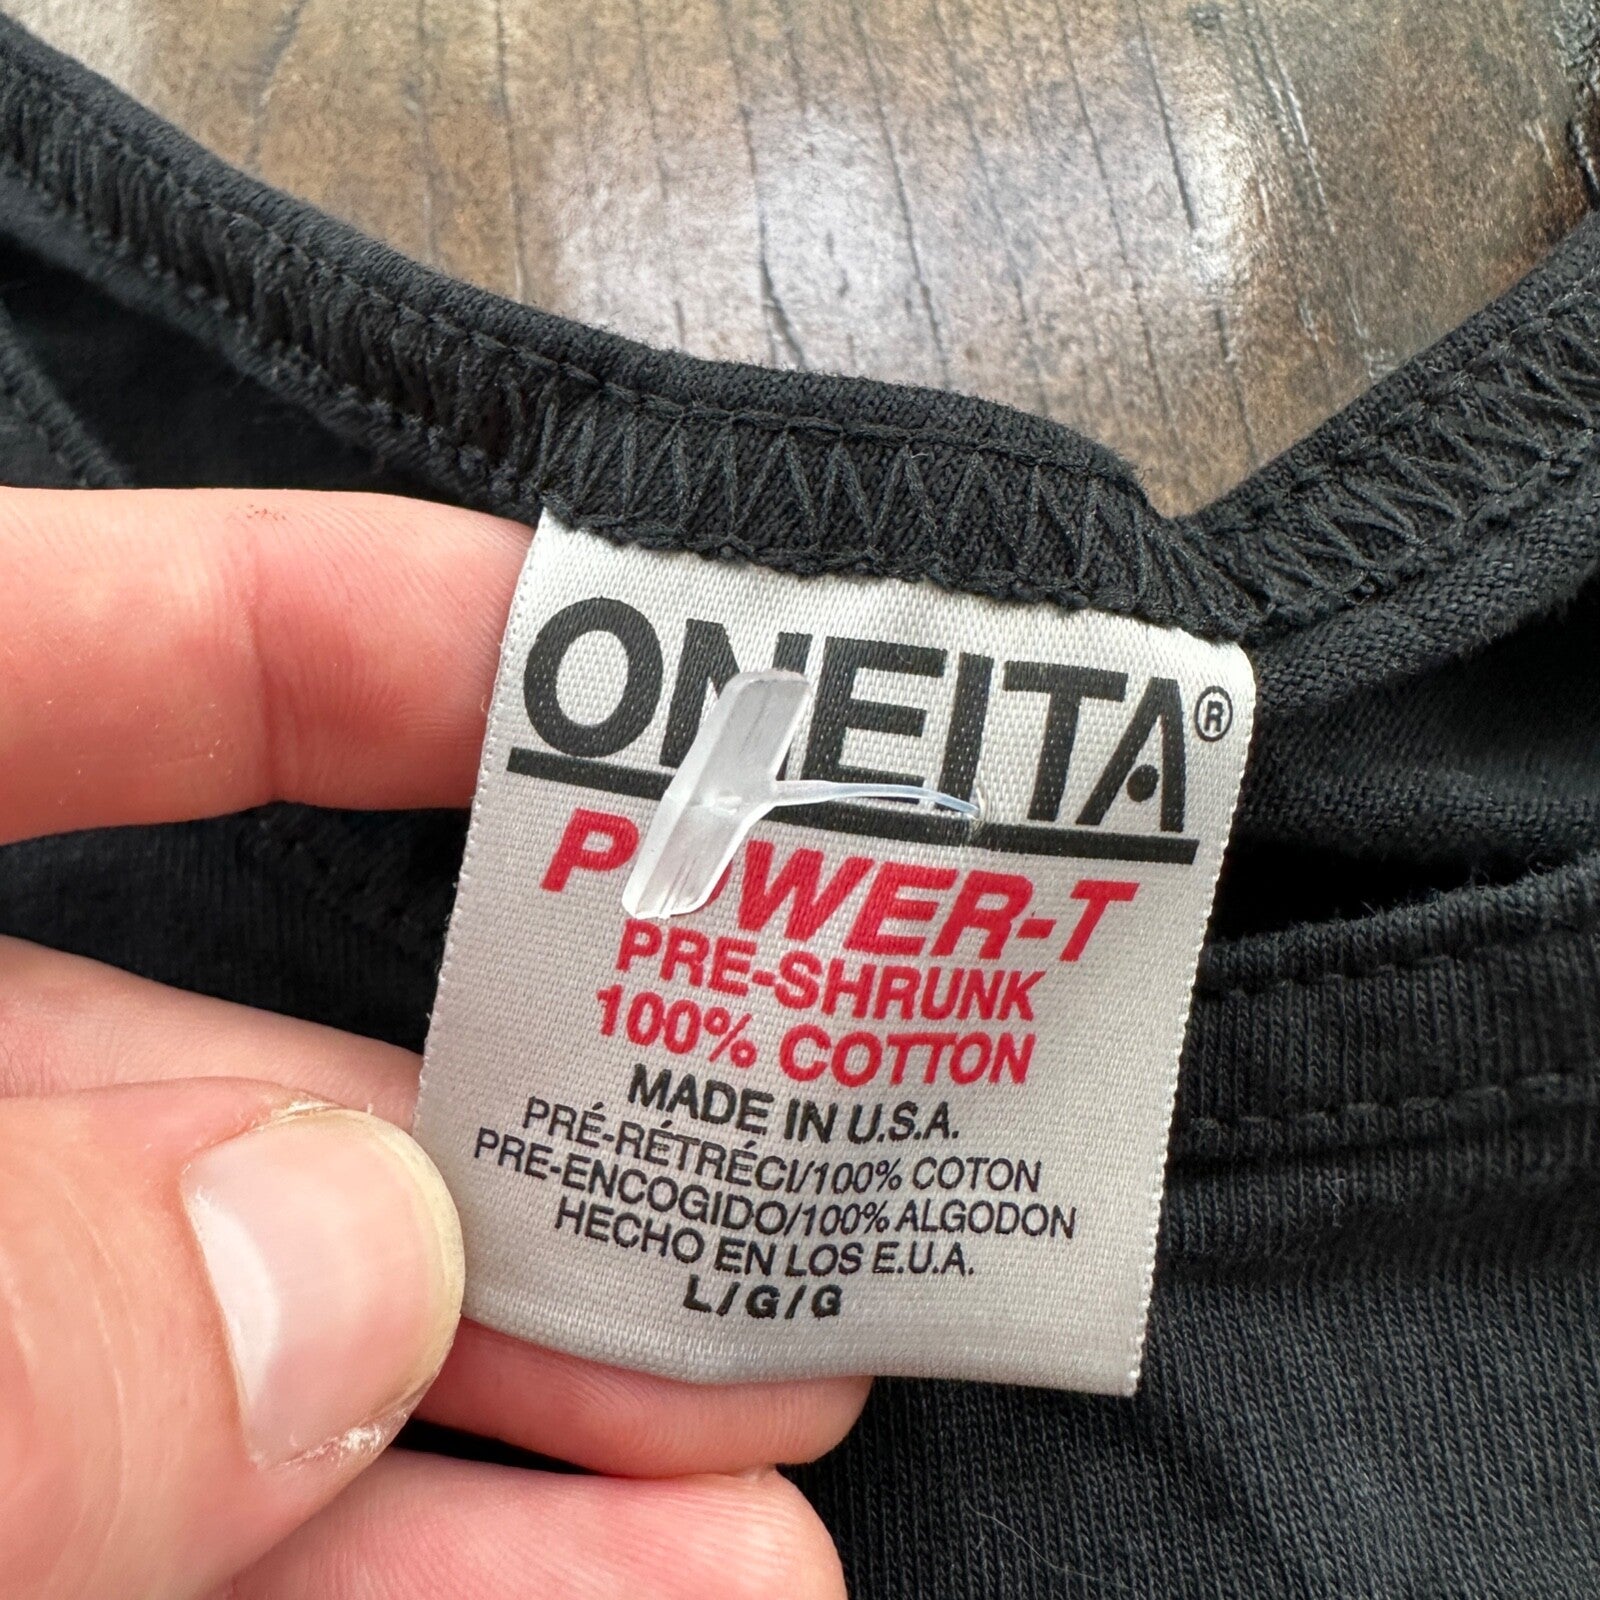 ONEITA®
POWER-T
PRE-SHRUNK
100% COTTON
MADE IN U.S.A.
PRÉ-RÉTRÉCI/100% COTON
PRE-ENCOGIDO/100% ALGODON
HECHO EN LOS E.U.A.
L/G/G